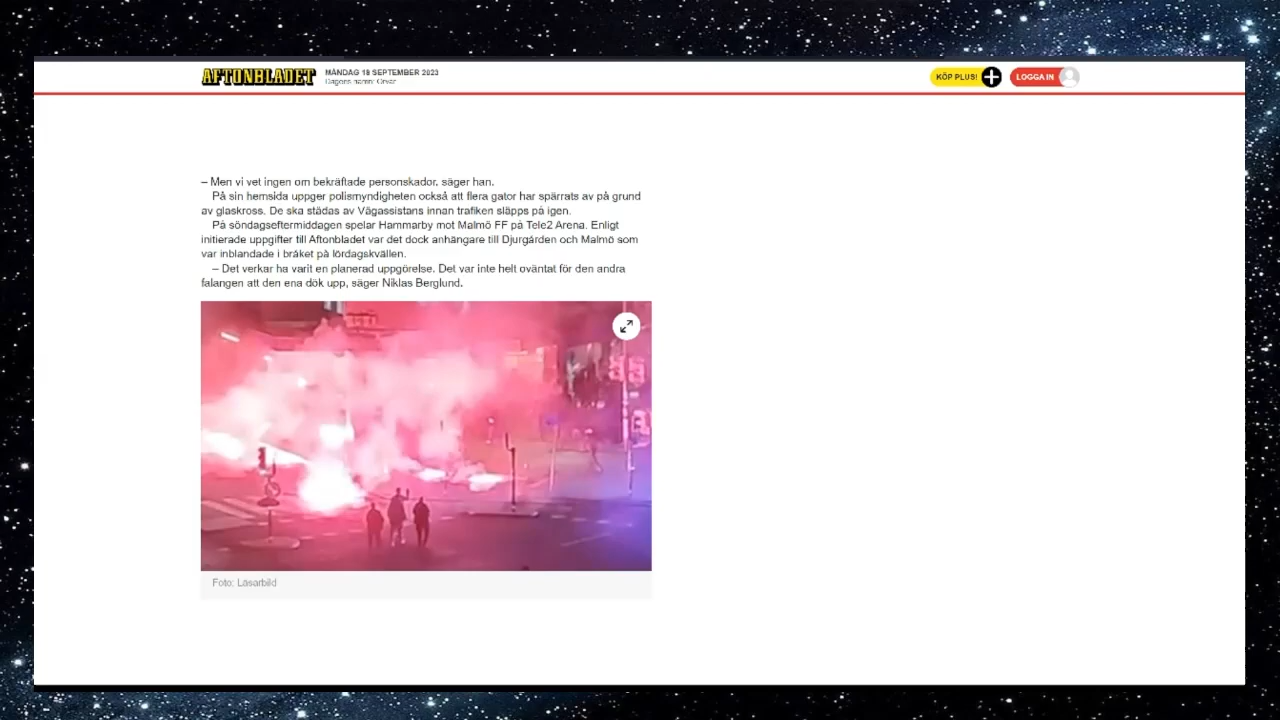 AFTONBLADET
MÅNDAG 18 SEPTEMBER 2023
Dagens namn: Orvar
KÖP PLUS!
LOGGA IN
– Men vi vet ingen om bekräftade personskador, säger han.
På sin hemsida uppger polismyndigheten också att flera gator har spärrats av på grund
av glaskross. De ska städas av Vägassistans innan trafiken släpps på igen.
På söndagseftermiddagen spelar Hammarby mot Malmö FF på Tele2 Arena. Enligt
initierade uppgifter till Aftonbladet var det dock anhängare till Djurgården och Malmö som
var inblandade i bråket på lördagskvällen.
– Det verkar ha varit en planerad uppgörelse. Det var inte helt oväntat för den andra
falangen att den ena dök upp, säger Niklas Berglund.
Foto: Läsarbild